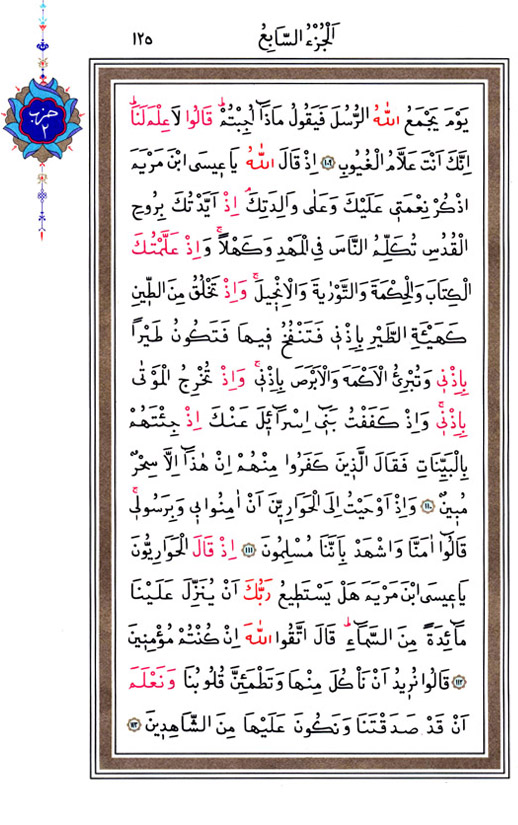 ١٢٥ اَلْجُزْءُ السَّابِعُ
حزب
٢
يَوْمَ يَجْمَعُ اللّٰهُ الرُّسُلَ فَيَقُولُ مَاذَٓا اُجِبْتُمْۜ قَالُوا لَا عِلْمَ لَنَاۜ
اِنَّكَ اَنْتَ عَلَّامُ الْغُيُوبِ ﴿١٠٩﴾ اِذْ قَالَ اللّٰهُ يَا عِيسَى ابْنَ مَرْيَمَ
اذْكُرْ نِعْمَتِي عَلَيْكَ وَعَلٰى وَالِدَتِكَۢ اِذْ اَيَّدْتُكَ بِرُوحِ
الْقُدُسِ تُكَلِّمُ النَّاسَ فِي الْمَهْدِ وَكَهْلًاۚ وَاِذْ عَلَّمْتُكَ
الْكِتَابَ وَالْحِكْمَةَ وَالتَّوْرٰيةَ وَالْاِنْجِيلَۚ وَاِذْ تَخْلُقُ مِنَ الطِّينِ
كَهَيْـَٔةِ الطَّيْرِ بِاِذْنِي فَتَنْفُخُ فِيهَا فَتَكُونُ طَيْرًا
بِاِذْنِي وَتُبْرِئُ الْاَكْمَهَ وَالْاَبْرَصَ بِاِذْنِيۚ وَاِذْ تُخْرِجُ الْمَوْتٰى
بِاِذْنِيۚ وَاِذْ كَفَفْتُ بَنِٓي اِسْرَٓائِلَ عَنْكَ اِذْ جِئْتَهُمْ
بِالْبَيِّنَاتِ فَقَالَ الَّذِينَ كَفَرُوا مِنْهُمْ اِنْ هٰذَٓا اِلَّا سِحْرٌ
مُبِينٌ ﴿١١٠﴾ وَاِذْ اَوْحَيْتُ اِلَى الْحَوَارِيِّنَ اَنْ اٰمِنُوا بِي وَبِرَسُولِيۚ
قَالُٓوا اٰمَنَّا وَاشْهَدْ بِاَنَّنَا مُسْلِمُونَ ﴿١١١﴾ اِذْ قَالَ الْحَوَارِيُّونَ
يَا عِيسَى ابْنَ مَرْيَمَ هَلْ يَسْتَطِيعُ رَبُّكَ اَنْ يُنَزِّلَ عَلَيْنَا
مَٓائِدَةً مِنَ السَّمَٓاءِۜ قَالَ اتَّقُوا اللّٰهَ اِنْ كُنْتُمْ مُؤْمِنِينَ
﴿١١٢﴾ قَالُوا نُرِيدُ اَنْ نَأْكُلَ مِنْهَا وَتَطْمَئِنَّ قُلُوبُنَا وَنَعْلَمَ
اَنْ قَدْ صَدَقْتَنَا وَنَكُونَ عَلَيْهَا مِنَ الشَّاهِدِينَ ﴿١١٣﴾